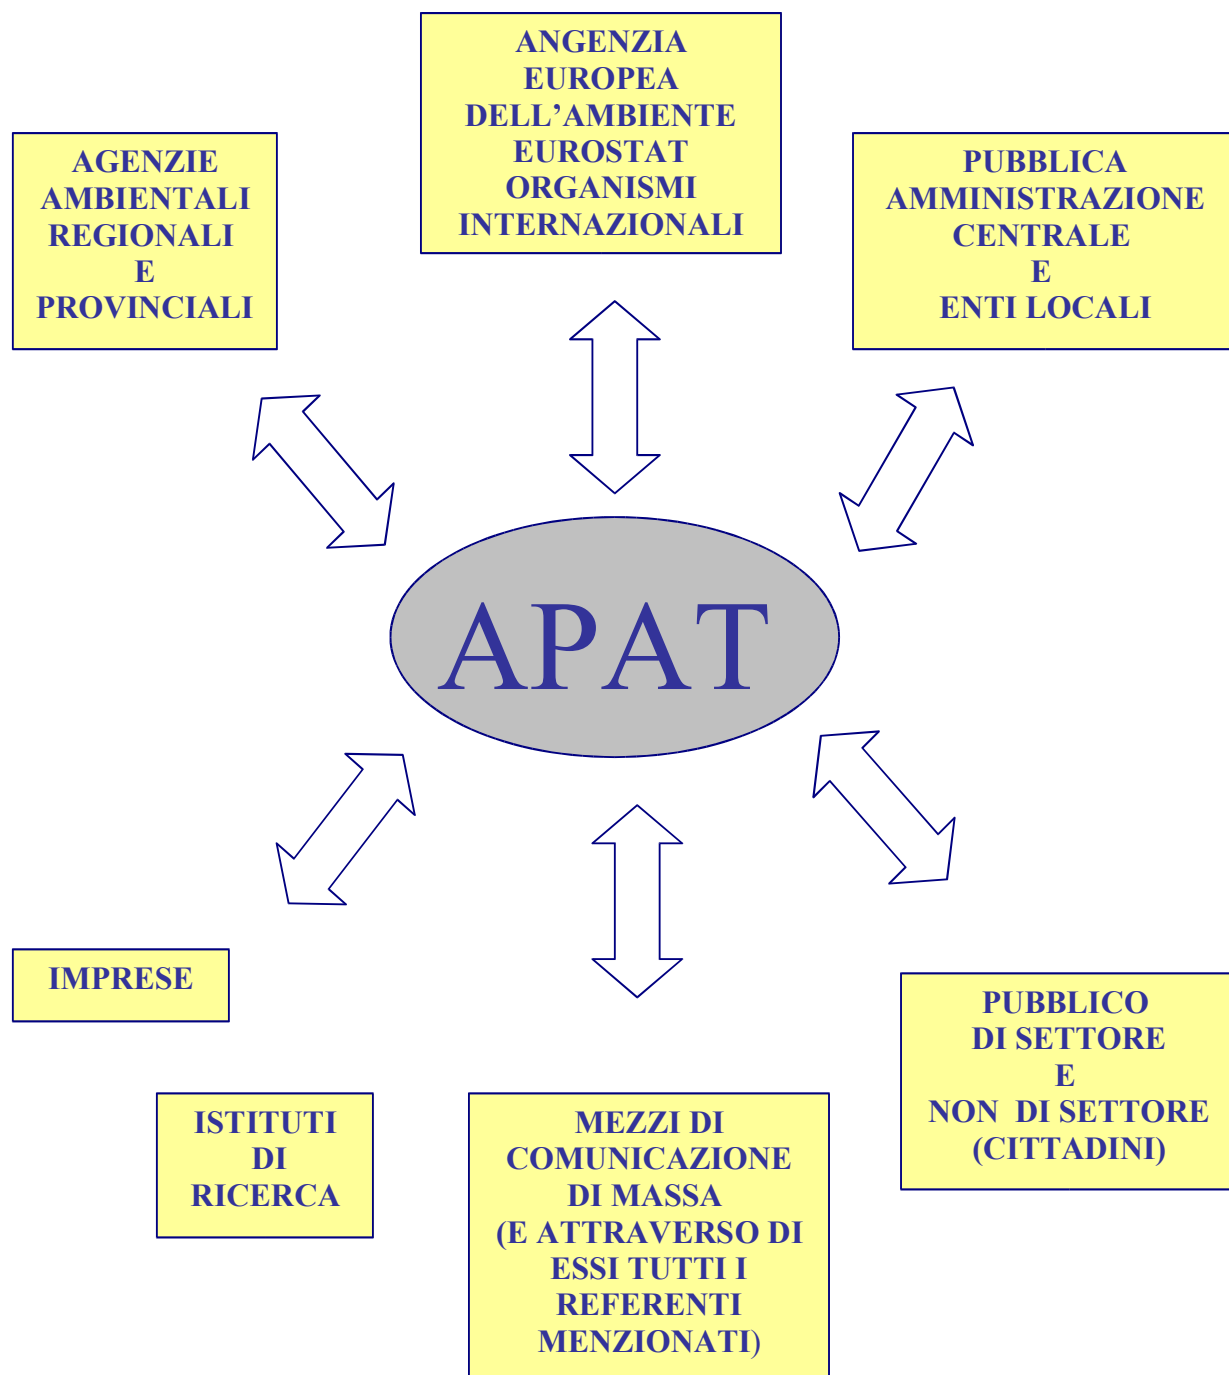 ANGENZIA
EUROPEA
DELL’AMBIENTE
EUROSTAT
ORGANISMI
INTERNAZIONALI
AGENZIE
AMBIENTALI
REGIONALI
E
PROVINCIALI
PUBBLICA
AMMINISTRAZIONE
CENTRALE
E
ENTI LOCALI
APAT
IMPRESE
ISTITUTI
DI
RICERCA
MEZZI DI
COMUNICAZIONE
DI MASSA
(E ATTRAVERSO DI
ESSI TUTTI I
REFERENTI
MENZIONATI)
PUBBLICO
DI SETTORE
E
NON DI SETTORE
(CITTADINI)